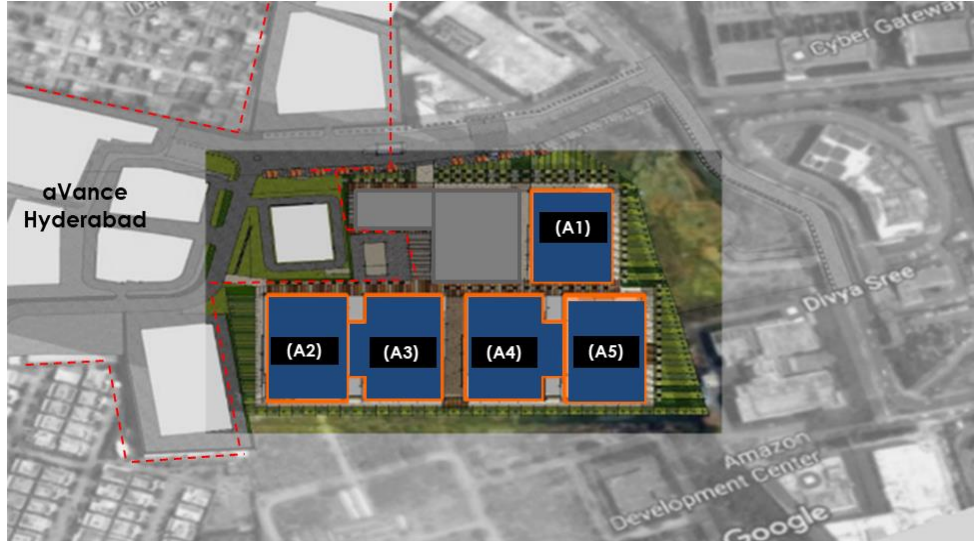 Cyber Gateway
aVance
Hyderabad
(A1)
Divya Sree
(A2)
(A3)
(A4)
(A5)
Amazon
Development Center
Google